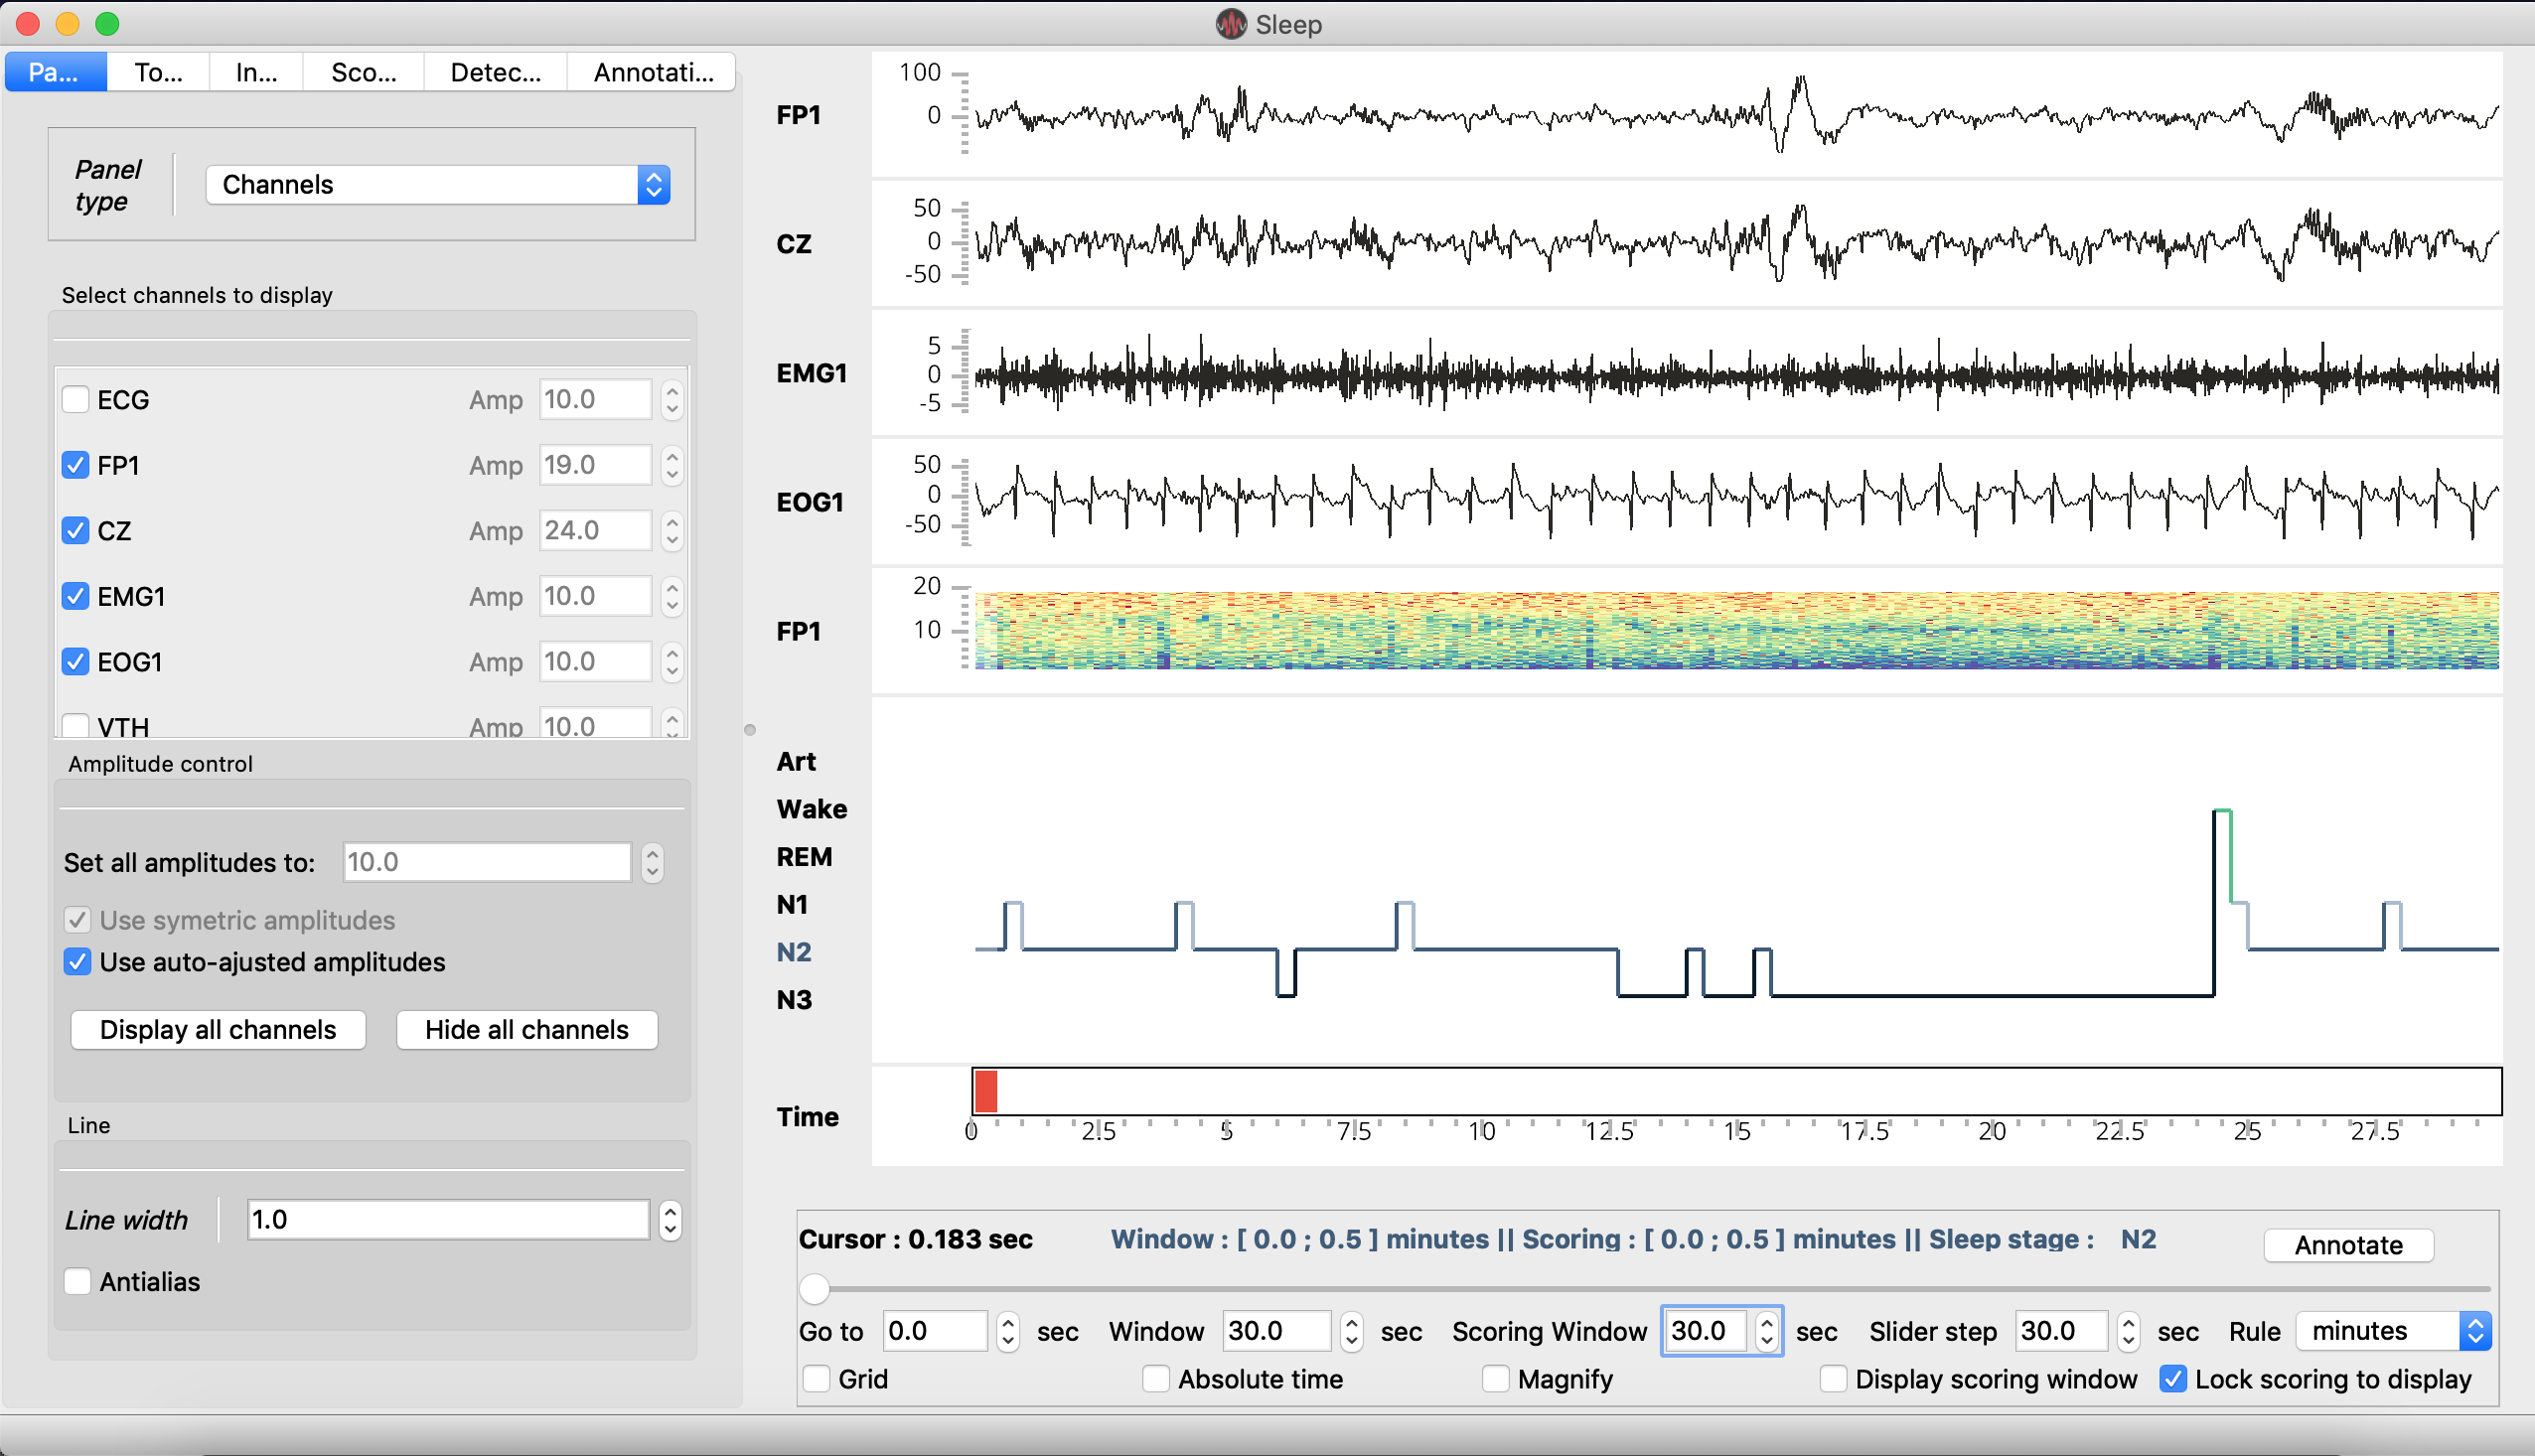 Sleep
Pa... To... In... Sco... Detec... Annotati...
Panel
type
Channels
Select channels to display
ECG Amp 10.0
FP1 Amp 19.0
CZ Amp 24.0
EMG1 Amp 10.0
EOG1 Amp 10.0
VTH Amp 10.0
Amplitude control
Set all amplitudes to: 10.0
Use symetric amplitudes
Use auto-ajusted amplitudes
Display all channels Hide all channels
Line
Line width 1.0
Antialias
100
FP1 0
50
CZ 0
-50
5
EMG1 0
-5
50
EOG1 0
-50
20
FP1 10
Art
Wake
REM
N1
N2
N3
Time
0 2.5 5 7.5 10 12.5 15 17.5 20 22.5 25 27.5
Cursor : 0.183 sec Window : [ 0.0 ; 0.5 ] minutes || Scoring : [ 0.0 ; 0.5 ] minutes || Sleep stage : N2 Annotate
Go to 0.0 sec Window 30.0 sec Scoring Window 30.0 sec Slider step 30.0 sec Rule minutes
Grid Absolute time Magnify Display scoring window Lock scoring to display